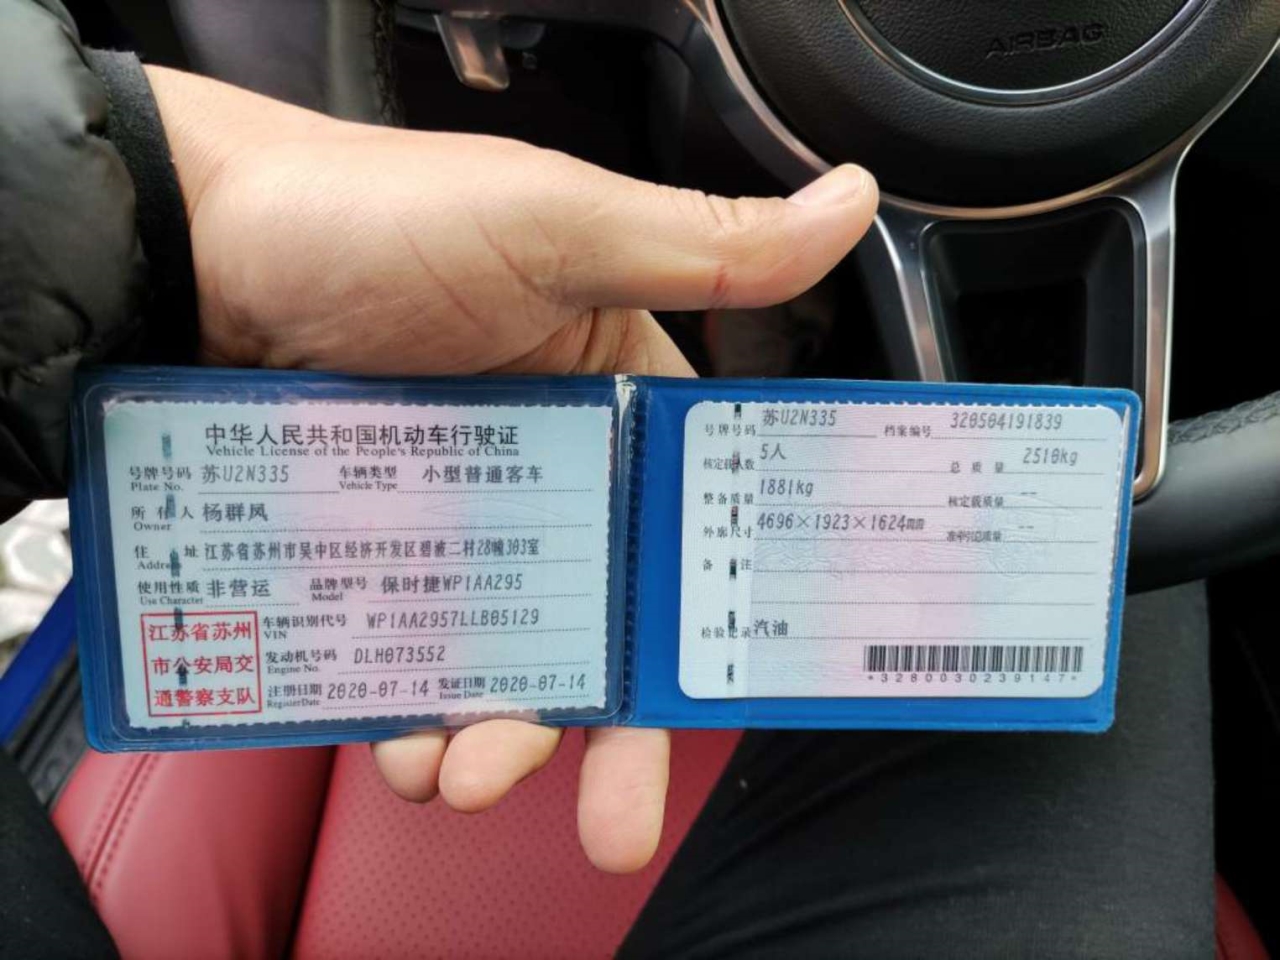 AIRBAG
中华人民共和国机动车行驶证
Vehicle License of the People's Republic of China
号牌号码 苏U2N335 车辆类型 小型普通客车
Plate No. Vehicle Type
所有人 杨群凤
Owner
住址 江苏省苏州市吴中区经济开发区碧波二村28幢303室
Address
使用性质 非营运 品牌型号 保时捷WP1AA295
Use Character Model
江苏省苏州
市公安局交
通警察支队
车辆识别代号 WP1AA2957LLB05129
VIN
发动机号码 DLH073552
Engine No.
注册日期 2020-07-14 发证日期 2020-07-14
Register Date Issue Date
号牌号码 苏U2N335 档案编号 320504191839
核定载人数 5人 总质量 2510kg
整备质量 1881kg 核定载质量 --
外廓尺寸 4696×1923×1624mm 准牵引总质量 --
备注
检验记录 汽油
*3280030239147*